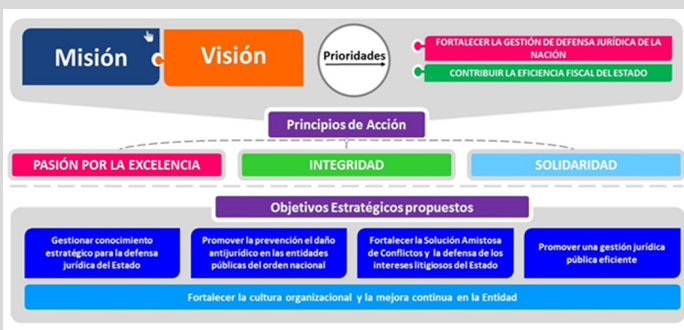 Misión
Visión
Prioridades
FORTALECER LA GESTIÓN DE DEFENSA JURÍDICA DE LA
NACIÓN
CONTRIBUIR LA EFICIENCIA FISCAL DEL ESTADO
Principios de Acción
PASIÓN POR LA EXCELENCIA
INTEGRIDAD
SOLIDARIDAD
Objetivos Estratégicos propuestos
Gestionar conocimiento
estratégico para la defensa
jurídica del Estado
Promover la prevención el daño
antijurídico en las entidades
públicas del orden nacional
Fortalecer la Solución Amistosa
de Conflictos y la defensa de los
intereses litigiosos del Estado
Promover una gestión jurídica
pública eficiente
Fortalecer la cultura organizacional y la mejora continua en la Entidad